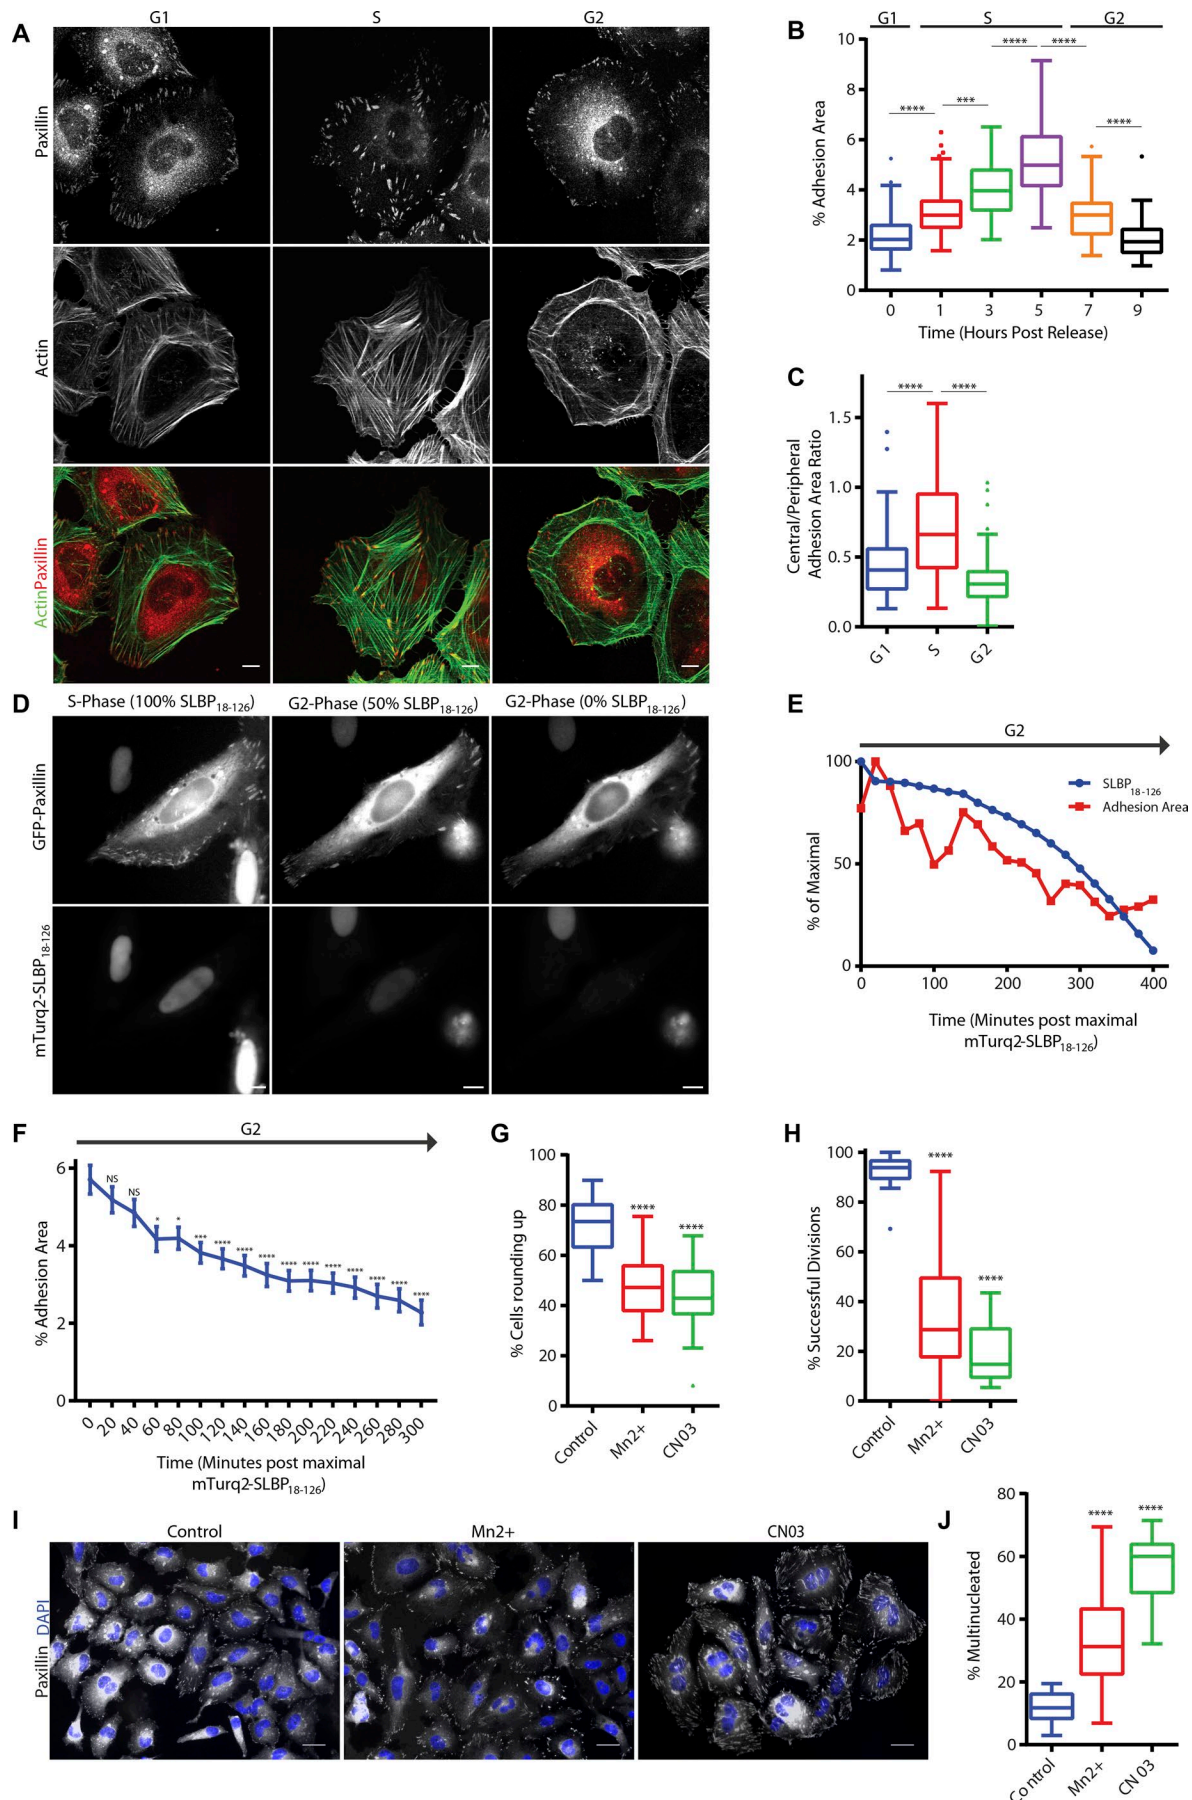 A
G1
S
G2
Paxillin
Actin
ActinPaxillin
B
G1
S
G2
****
***
****
****
****
% Adhesion Area
10
8
6
4
2
0
0 1 3 5 7 9
Time (Hours Post Release)
C
****
****
Central/Peripheral
Adhesion Area Ratio
1.5
1.0
0.5
0.0
G1
S
G2
D
S-Phase (100% SLBP18-126)
G2-Phase (50% SLBP18-126)
G2-Phase (0% SLBP18-126)
GFP-Paxillin
mTurq2-SLBP18-126
E
G2
SLBP18-126
Adhesion Area
% of Maximal
100
50
0
0 100 200 300 400
Time (Minutes post maximal
mTurq2-SLBP18-126)
F
G2
NS
NS
*
*
***
****
****
****
****
****
****
****
****
****
****
% Adhesion Area
6
4
2
0
0 20 40 60 80 100 120 140 160 180 200 220 240 260 280 300
Time (Minutes post maximal
mTurq2-SLBP18-126)
G
****
****
% Cells rounding up
100
80
60
40
20
0
Control
Mn2+
CN03
H
****
****
% Successful Divisions
100
80
60
40
20
0
Control
Mn2+
CN03
I
Control
Mn2+
CN03
Paxillin DAPI
J
****
****
% Multinucleated
80
60
40
20
0
Control
Mn2+
CN 03